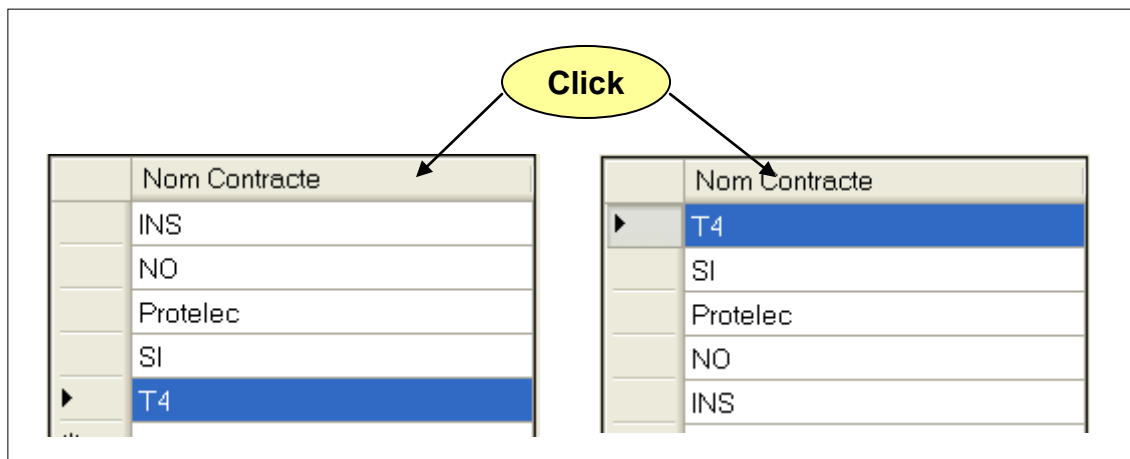 Click
Nom Contracte
INS
NO
Protelec
SI
T4
Nom Contracte
T4
SI
Protelec
NO
INS